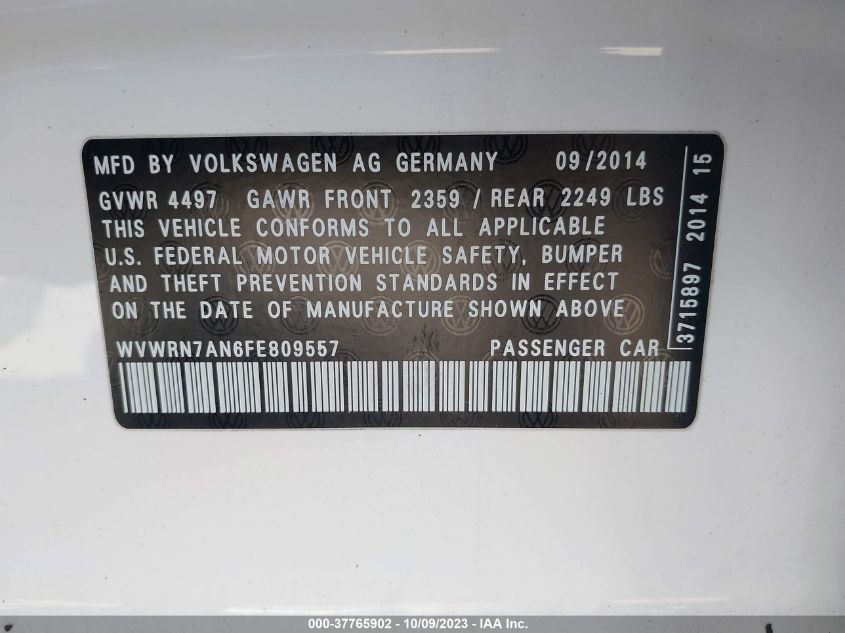 MFD BY VOLKSWAGEN AG GERMANY 09/2014
GVWR 4497 GAWR FRONT 2359 / REAR 2249 LBS
THIS VEHICLE CONFORMS TO ALL APPLICABLE
U.S. FEDERAL MOTOR VEHICLE SAFETY, BUMPER
AND THEFT PREVENTION STANDARDS IN EFFECT
ON THE DATE OF MANUFACTURE SHOWN ABOVE
WVWRN7AN6FE809557 PASSENGER CAR
3715897 2014 15
000-37765902 - 10/09/2023 - IAA Inc.